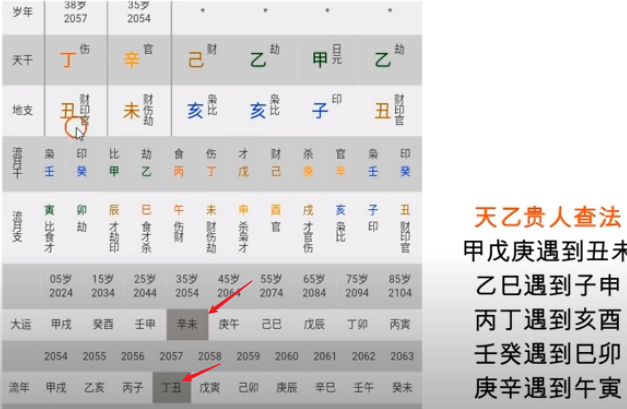 岁年 38岁 35岁 * * * *
2057 2054
天干 丁 伤 辛 官 己 财 乙 劫 甲 日元 乙 劫
地支 丑 财印官 未 财伤劫 亥 枭比 亥 枭比 子 印 丑 财印官
流月干 枭 印 比 劫 食 伤 才 财 杀 官 枭 印
壬 癸 甲 乙 丙 丁 戊 己 庚 辛 壬 癸
流月支 寅 卯 辰 巳 午 未 申 酉 戌 亥 子 丑
比食才 劫 才劫印 食才杀 伤财 财伤劫 杀枭才 官 才官伤 枭比 印 财印官
05岁 15岁 25岁 35岁 45岁 55岁 65岁 75岁 85岁
2024 2034 2044 2054 2064 2074 2084 2094 2104
大运 甲戌 癸酉 壬申 辛未 庚午 己巳 戊辰 丁卯 丙寅
2054 2055 2056 2057 2058 2059 2060 2061 2062 2063
流年 甲戌 乙亥 丙子 丁丑 戊寅 己卯 庚辰 辛巳 壬午 癸未
天乙贵人查法
甲戊庚遇到丑未
乙巳遇到子申
丙丁遇到亥酉
壬癸遇到巳卯
庚辛遇到午寅